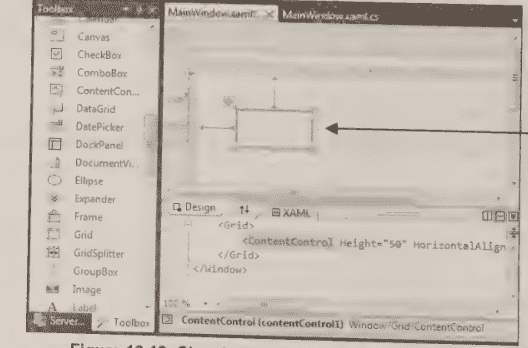 Toolbox
Canvas
CheckBox
ComboBox
ContentCon...
DataGrid
DatePicker
DockPanel
DocumentVi...
Ellipse
Expander
Frame
Grid
GridSplitter
GroupBox
Image
A Label
Server...
Toolbox
MainWindow.xaml* × MainWindow.xaml.cs
Design
XAML
<Grid>
<ContentControl Height="50" HorizontalAlign
</Grid>
</Window>
100 %
ContentControl (contentControl1) Window/Grid/ContentControl